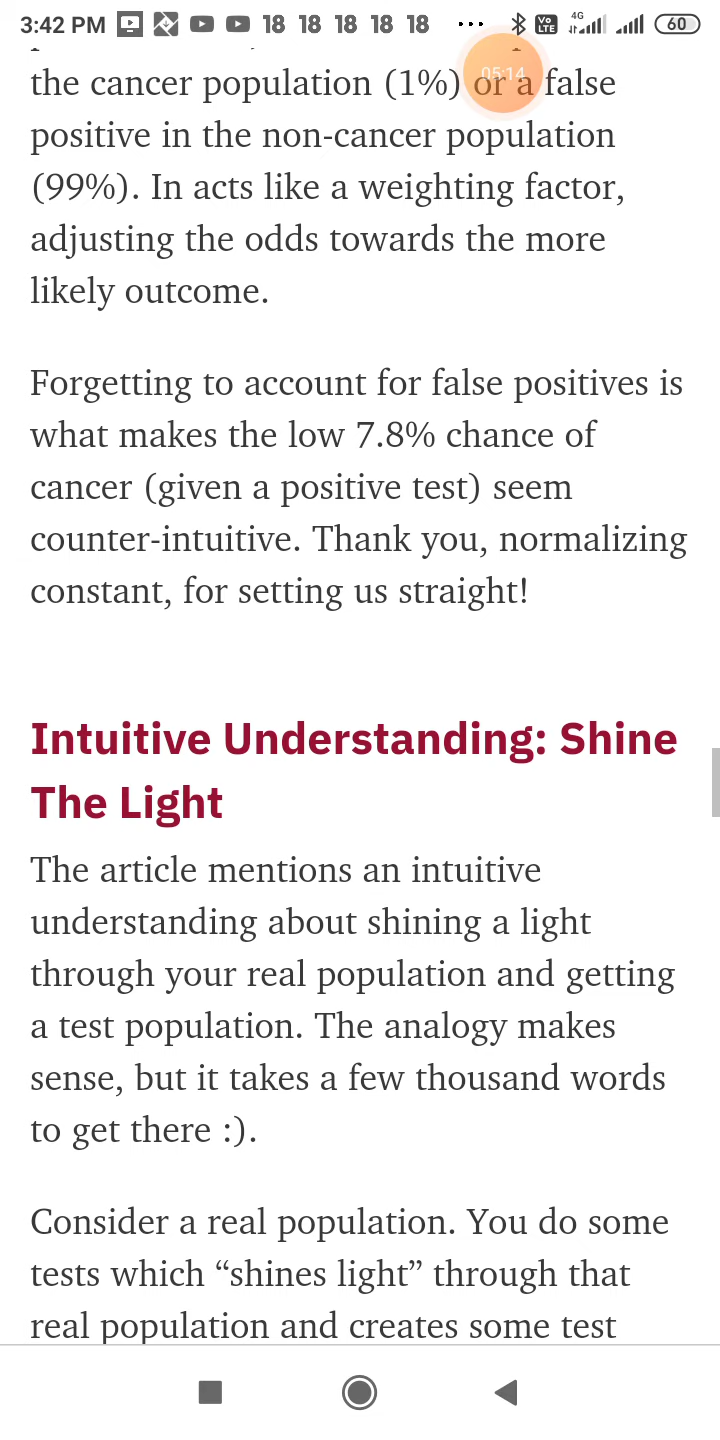 3:42 PM 18 18 18 18 18 ... Vo LTE 4G 60
05:14
the cancer population (1%) or a false
positive in the non-cancer population
(99%). In acts like a weighting factor,
adjusting the odds towards the more
likely outcome.
Forgetting to account for false positives is
what makes the low 7.8% chance of
cancer (given a positive test) seem
counter-intuitive. Thank you, normalizing
constant, for setting us straight!
Intuitive Understanding: Shine
The Light
The article mentions an intuitive
understanding about shining a light
through your real population and getting
a test population. The analogy makes
sense, but it takes a few thousand words
to get there :).
Consider a real population. You do some
tests which “shines light” through that
real population and creates some test